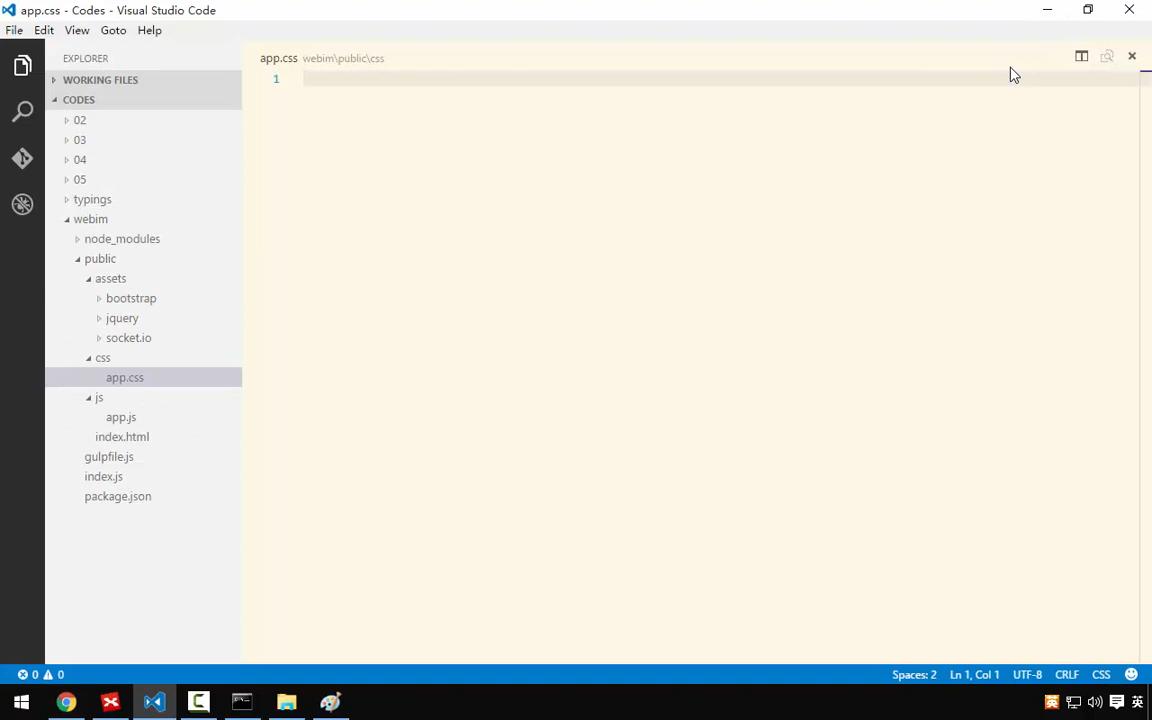 app.css - Codes - Visual Studio Code
File Edit View Goto Help
EXPLORER
WORKING FILES
CODES
02
03
04
05
typings
webim
node_modules
public
assets
bootstrap
jquery
socket.io
css
app.css
js
app.js
index.html
gulpfile.js
index.js
package.json
app.css webim\public\css
1
0 0
Spaces: 2 Ln 1, Col 1 UTF-8 CRLF CSS
英